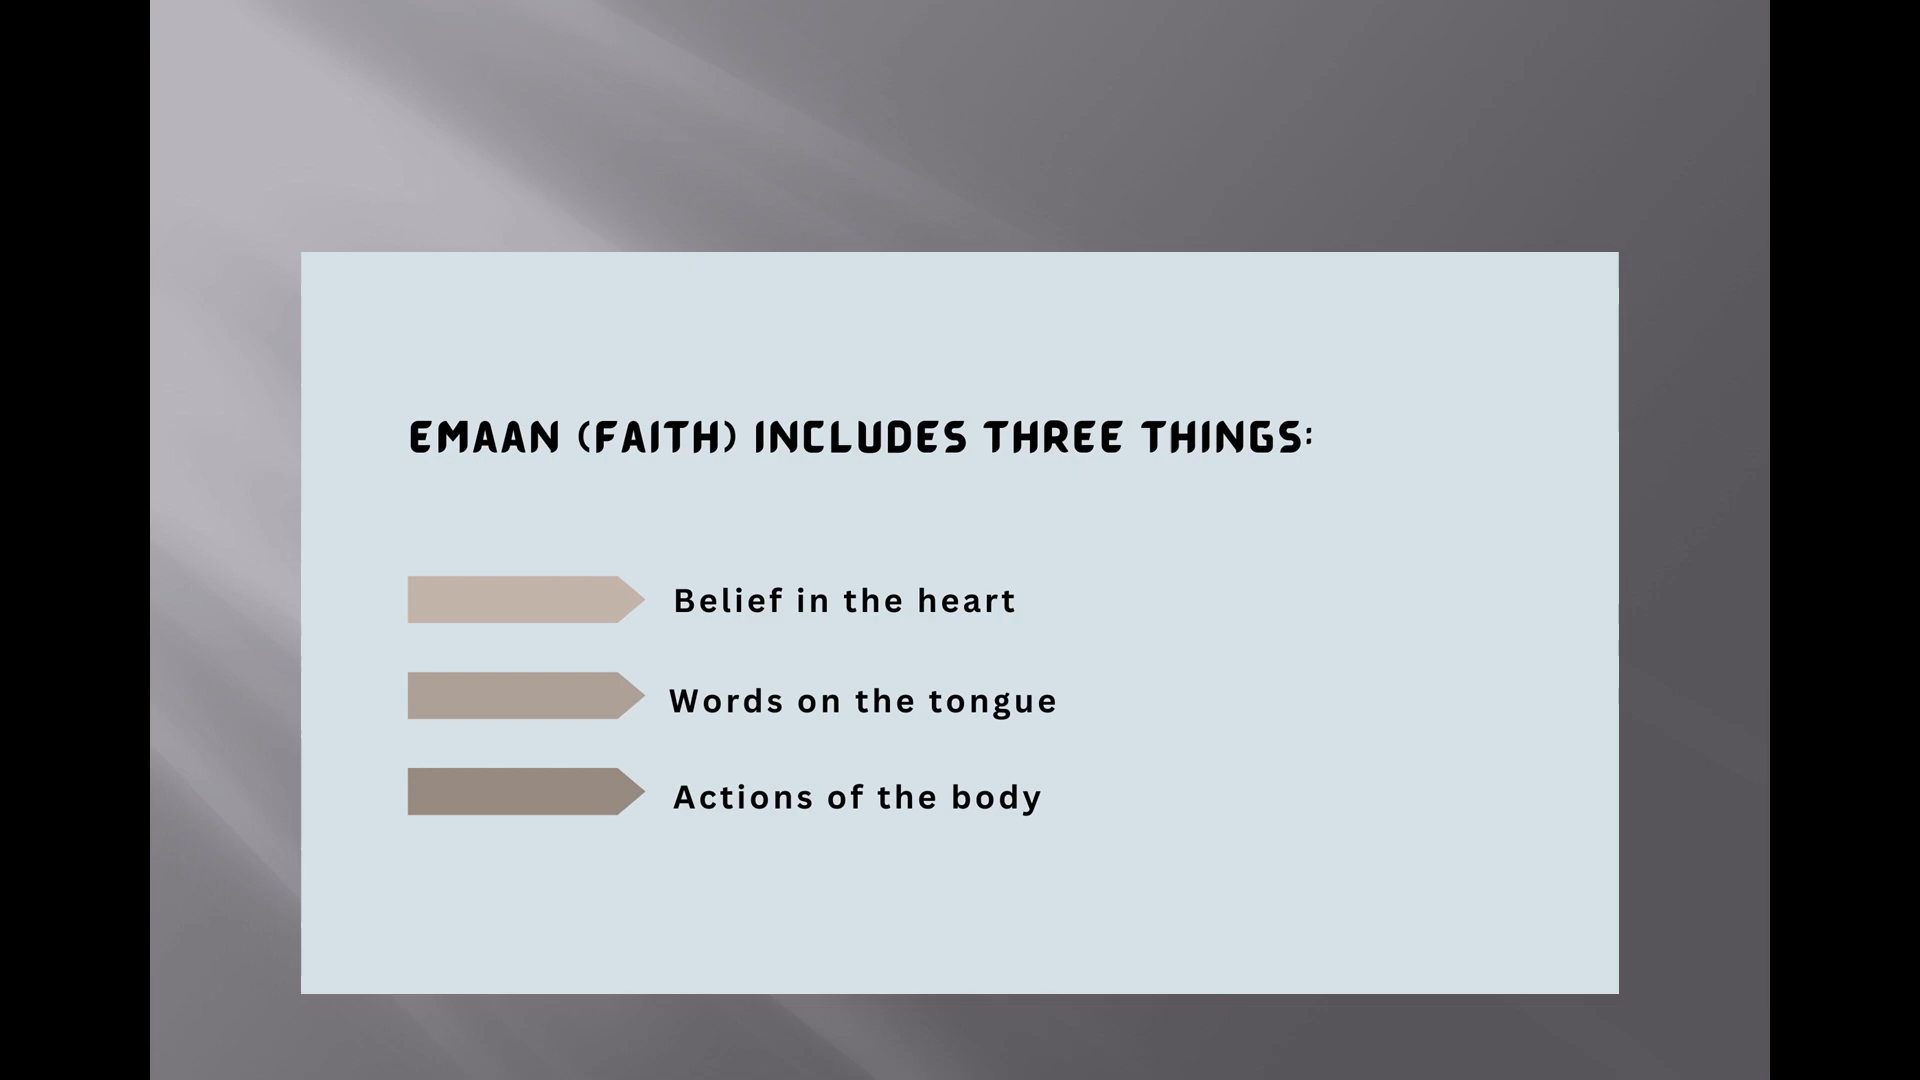 EMAAN (FAITH) INCLUDES THREE THINGS:
Belief in the heart
Words on the tongue
Actions of the body